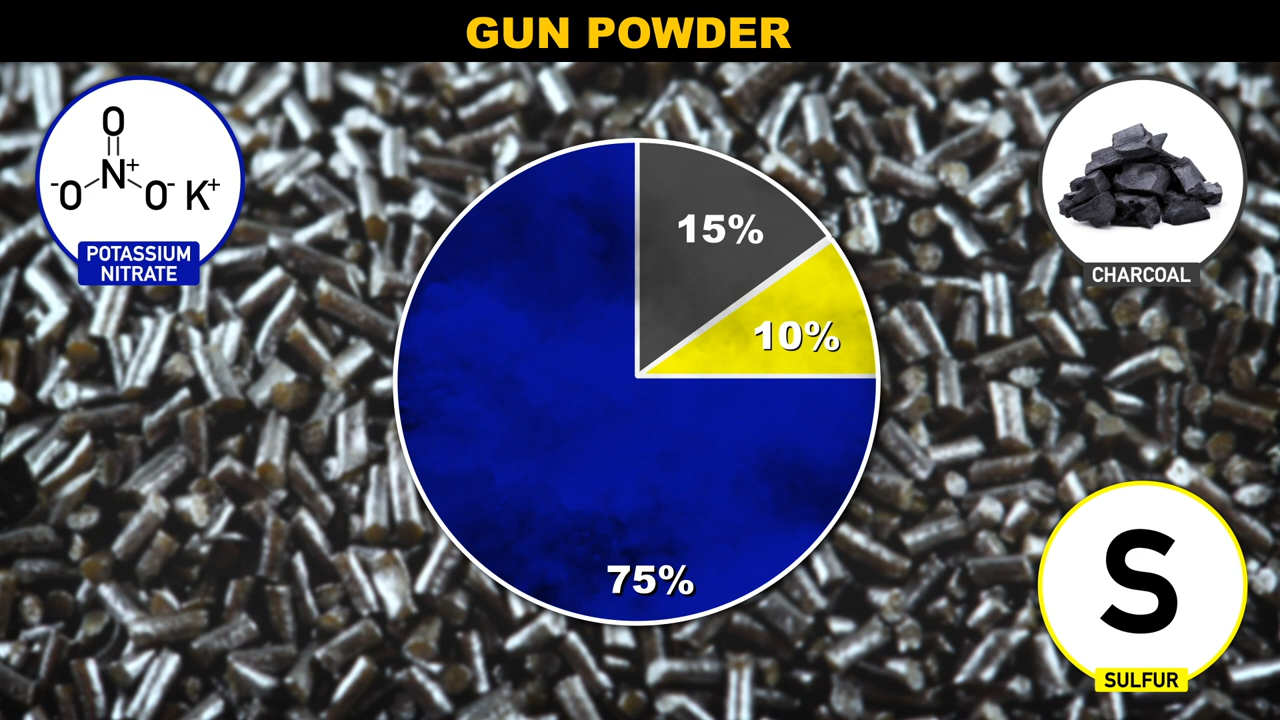 GUN POWDER
O
N+
-O O- K+
POTASSIUM
NITRATE
15%
10%
75%
CHARCOAL
S
SULFUR